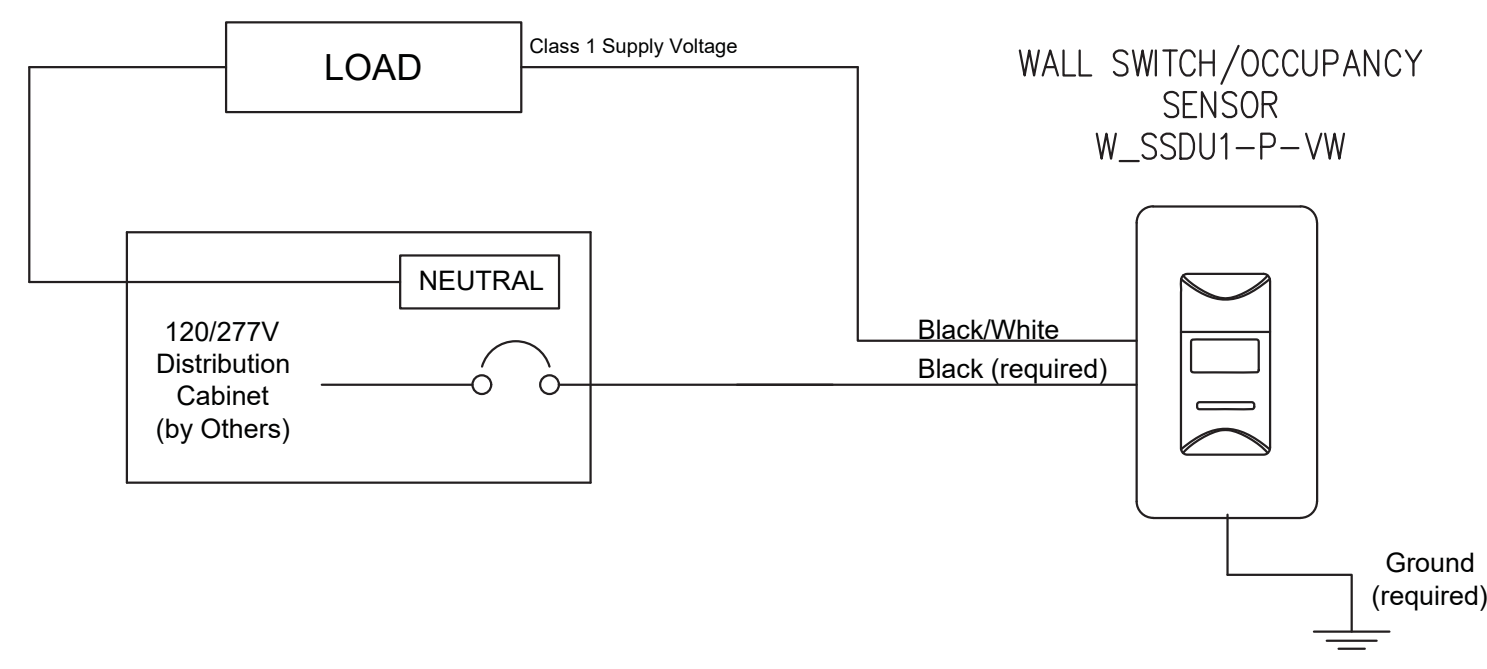 LOAD
Class 1 Supply Voltage
WALL SWITCH/OCCUPANCY
SENSOR
W_SSDU1-P-VW
NEUTRAL
120/277V
Distribution
Cabinet
(by Others)
Black/White
Black (required)
Ground
(required)